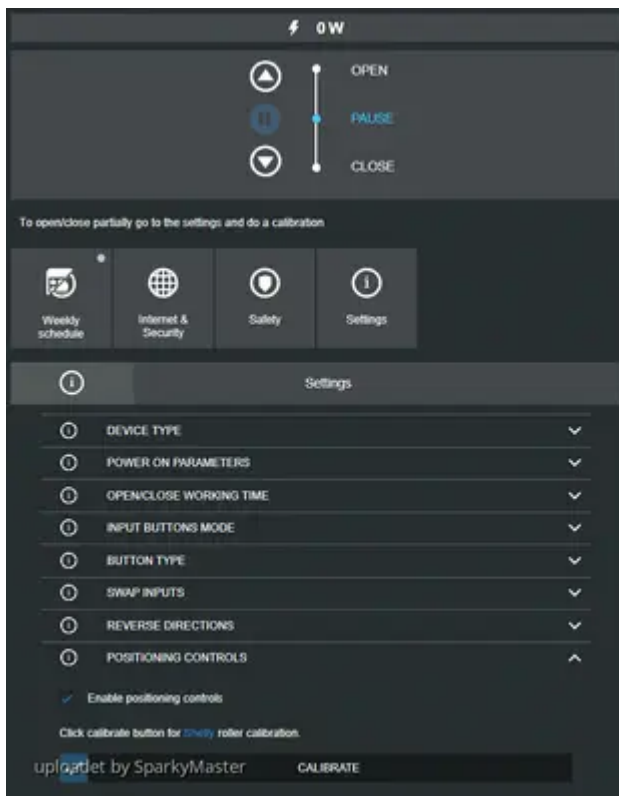 0 W
OPEN
PAUSE
CLOSE
To open/close partially go to the settings and do a calibration
Weekly schedule
Internet & Security
Safety
Settings
Settings
DEVICE TYPE
POWER ON PARAMETERS
OPEN/CLOSE WORKING TIME
INPUT BUTTONS MODE
BUTTON TYPE
SWAP INPUTS
REVERSE DIRECTIONS
POSITIONING CONTROLS
Enable positioning controls
Click calibrate button for Shelly roller calibration.
uploadet by SparkyMaster
CALIBRATE